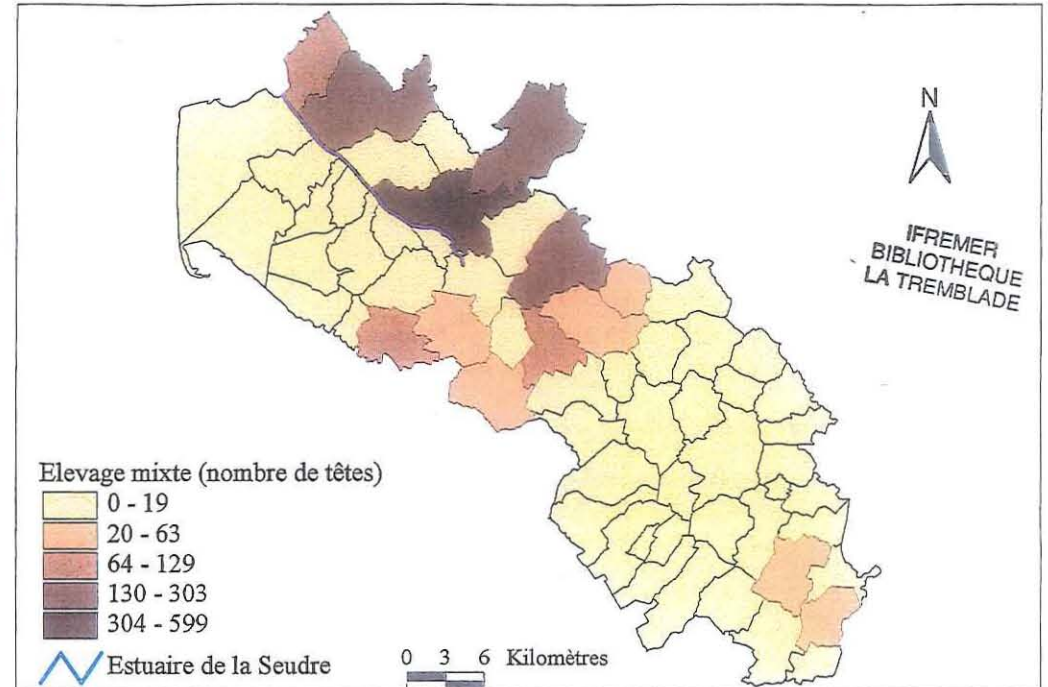 N
IFREMER
BIBLIOTHEQUE
LA TREMBLADE
Elevage mixte (nombre de têtes)
0 - 19
20 - 63
64 - 129
130 - 303
304 - 599
Estuaire de la Seudre
0 3 6 Kilomètres